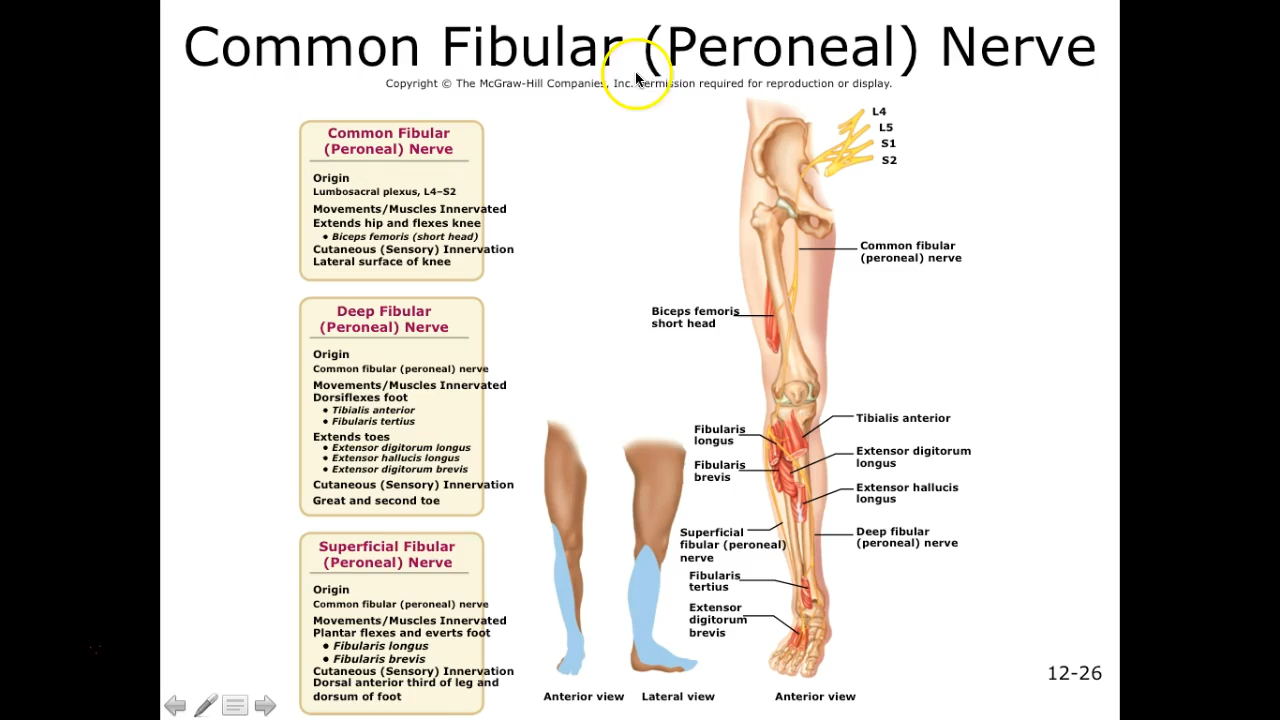 Common Fibular (Peroneal) Nerve
Copyright © The McGraw-Hill Companies, Inc. Permission required for reproduction or display.
Common Fibular
(Peroneal) Nerve
Origin
Lumbosacral plexus, L4–S2
Movements/Muscles Innervated
Extends hip and flexes knee
• Biceps femoris (short head)
Cutaneous (Sensory) Innervation
Lateral surface of knee
Deep Fibular
(Peroneal) Nerve
Origin
Common fibular (peroneal) nerve
Movements/Muscles Innervated
Dorsiflexes foot
• Tibialis anterior
• Fibularis tertius
Extends toes
• Extensor digitorum longus
• Extensor hallucis longus
• Extensor digitorum brevis
Cutaneous (Sensory) Innervation
Great and second toe
Superficial Fibular
(Peroneal) Nerve
Origin
Common fibular (peroneal) nerve
Movements/Muscles Innervated
Plantar flexes and everts foot
• Fibularis longus
• Fibularis brevis
Cutaneous (Sensory) Innervation
Dorsal anterior third of leg and
dorsum of foot
L4
L5
S1
S2
Common fibular
(peroneal) nerve
Biceps femoris
short head
Fibularis
longus
Fibularis
brevis
Superficial
fibular (peroneal)
nerve
Fibularis
tertius
Extensor
digitorum
brevis
Tibialis anterior
Extensor digitorum
longus
Extensor hallucis
longus
Deep fibular
(peroneal) nerve
Anterior view
Lateral view
Anterior view
12-26